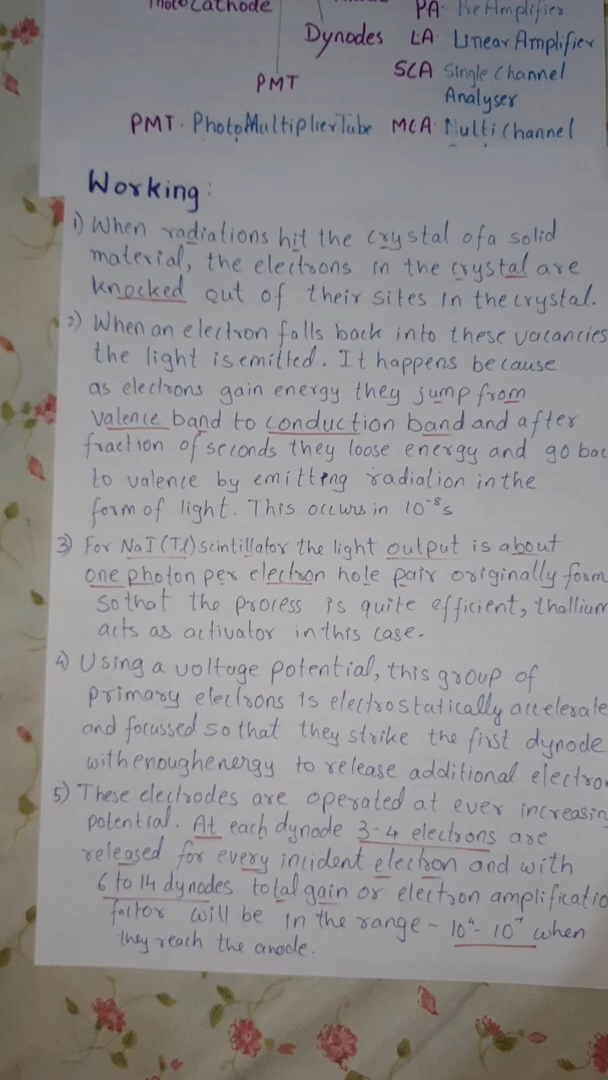 Photo Cathode
PA- Pre Amplifier
Dynodes LA Linear Amplifier
SCA Single Channel
PMT
Analyser
PMT- PhotoMultiplier Tube MCA Multi Channel
Working:
1) When radiations hit the crystal of a solid
material, the electrons in the crystal are
knocked out of their sites in the crystal.
2) When an electron falls back into these vacancies
the light is emitted. It happens because
as electrons gain energy they jump from
valence band to conduction band and after
fraction of seconds they loose energy and go bac
to valence by emitting radiation in the
form of light. This occurs in 10⁻⁸s
3) For NaI(Tl) scintillator the light output is about
one photon per electron hole pair originally form
so that the process is quite efficient, thallium
acts as activator in this case.
4) Using a voltage potential, this group of
primary electrons is electrostatically accelerate
and focussed so that they strike the first dynode
with enough energy to release additional electron
5) These electrodes are operated at ever increasin
potential. At each dynode 3-4 electrons are
released for every incident electron and with
6 to 14 dynodes total gain or electron amplificatio
factor will be in the range ~ 10⁴- 10⁷ when
they reach the anode.